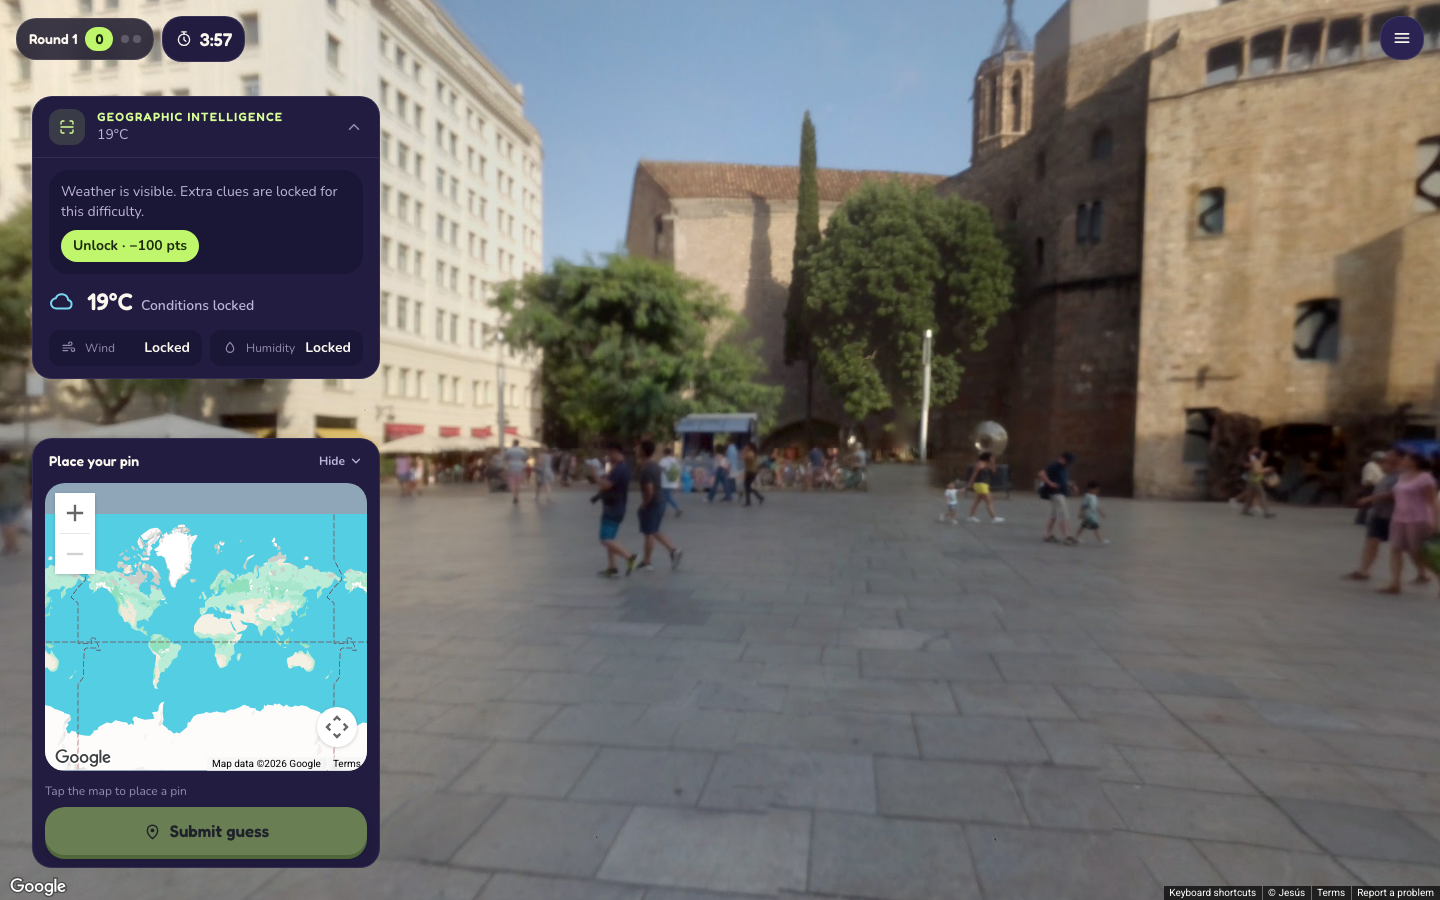 Round 1 0
3:57
GEOGRAPHIC INTELLIGENCE
19°C
Weather is visible. Extra clues are locked for
this difficulty.
Unlock · −100 pts
19°C Conditions locked
Wind Locked
Humidity Locked
Place your pin
Hide
Google
Map data ©2026 Google Terms
Tap the map to place a pin
Submit guess
Google
Keyboard shortcuts
© Jesús
Terms
Report a problem